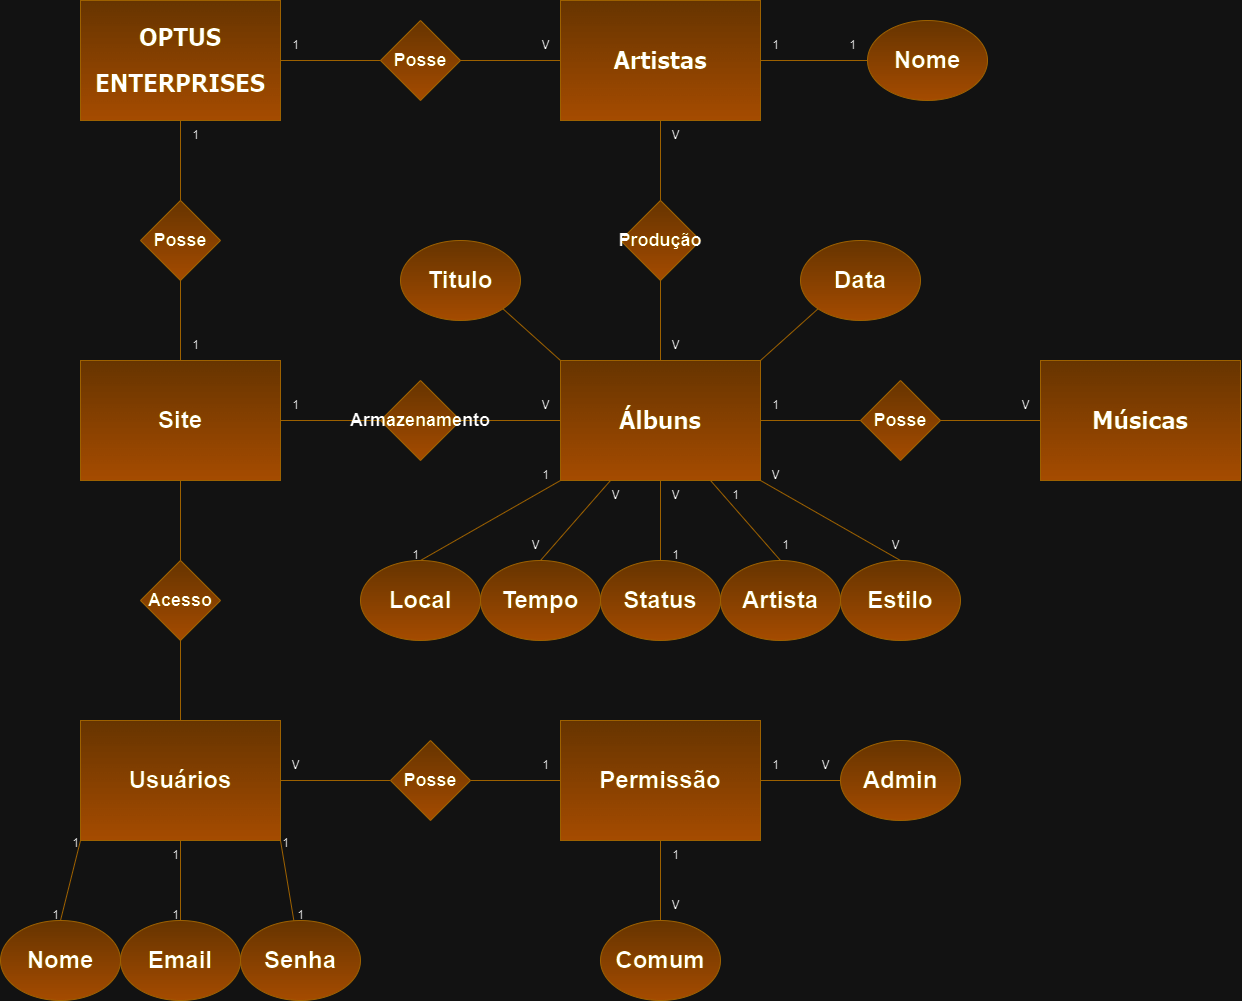 OPTUS
ENTERPRISES
1
Posse
V
Artistas
1
1
Nome
1
V
Posse
Produção
Titulo
Data
1
V
Site
1
Armazenamento
V
Álbuns
1
Posse
V
Músicas
1
V
V
1
V
1
V
1
1
V
Acesso
Local
Tempo
Status
Artista
Estilo
Usuários
V
Posse
1
Permissão
1
V
Admin
1
1
1
1
1
1
1
V
Nome
Email
Senha
Comum